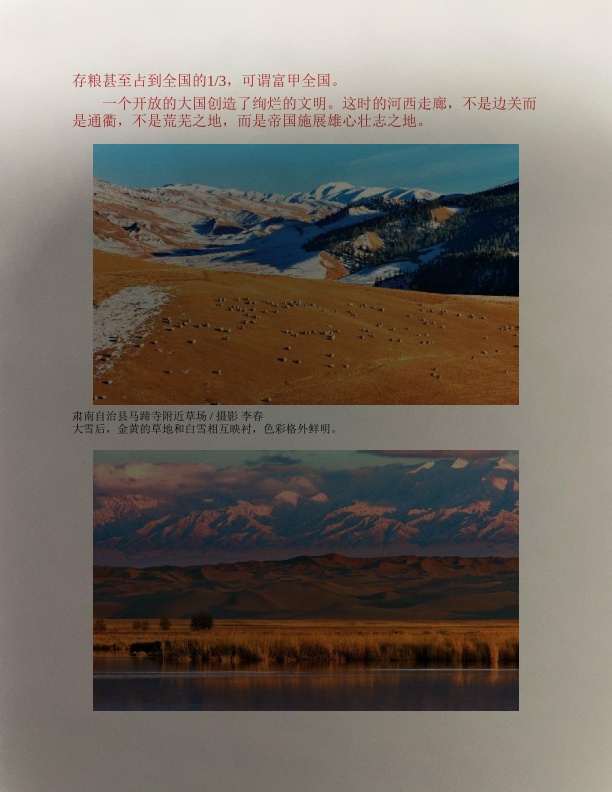 存粮甚至占到全国的1/3，可谓富甲全国。
一个开放的大国创造了绚烂的文明。这时的河西走廊，不是边关而
是通衢，不是荒芜之地，而是帝国施展雄心壮志之地。
肃南自治县马蹄寺附近草场 / 摄影 李春
大雪后，金黄的草地和白雪相互映衬，色彩格外鲜明。